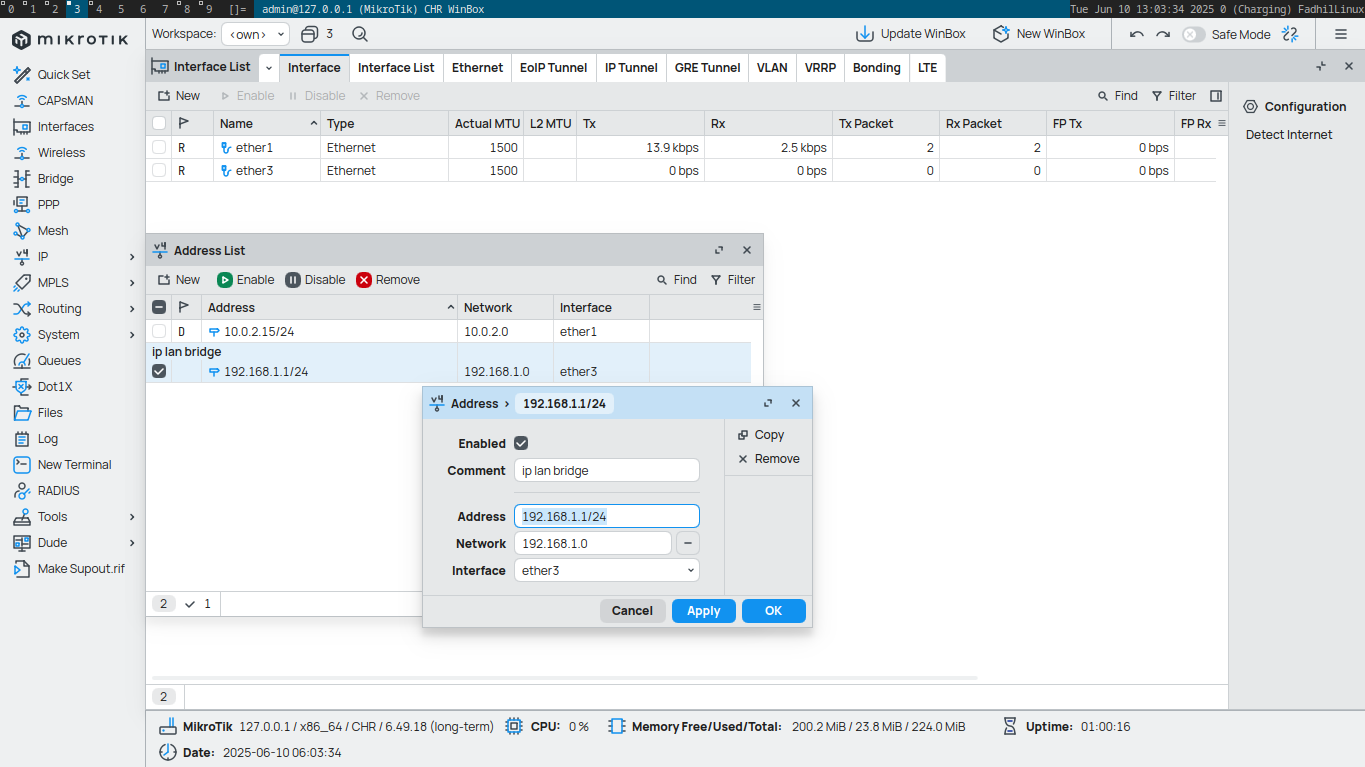 0 1 2 3 4 5 6 7 8 9 []= admin@127.0.0.1 (MikroTik) CHR WinBox Tue Jun 10 13:03:34 2025 0 (Charging) FadhilLinux
MikroTik
Workspace: <own> 3 Update WinBox New WinBox Safe Mode
Quick Set
CAPsMAN
Interfaces
Wireless
Bridge
PPP
Mesh
IP
MPLS
Routing
System
Queues
Dot1X
Files
Log
New Terminal
RADIUS
Tools
Dude
Make Supout.rif
Interface List Interface Interface List Ethernet EoIP Tunnel IP Tunnel GRE Tunnel VLAN VRRP Bonding LTE
New Enable Disable Remove Find Filter
Name Type Actual MTU L2 MTU Tx Rx Tx Packet Rx Packet FP Tx FP Rx
R ether1 Ethernet 1500 13.9 kbps 2.5 kbps 2 2 0 bps
R ether3 Ethernet 1500 0 bps 0 bps 0 0 0 bps
Configuration
Detect Internet
v4 Address List
New Enable Disable Remove Find Filter
Address Network Interface
D 10.0.2.15/24 10.0.2.0 ether1
ip lan bridge
192.168.1.1/24 192.168.1.0 ether3
2 1
v4 Address 192.168.1.1/24
Enabled
Comment ip lan bridge
Address 192.168.1.1/24
Network 192.168.1.0
Interface ether3
Copy
Remove
Cancel Apply OK
2
MikroTik 127.0.0.1 / x86_64 / CHR / 6.49.18 (long-term) CPU: 0 % Memory Free/Used/Total: 200.2 MiB / 23.8 MiB / 224.0 MiB Uptime: 01:00:16
Date: 2025-06-10 06:03:34